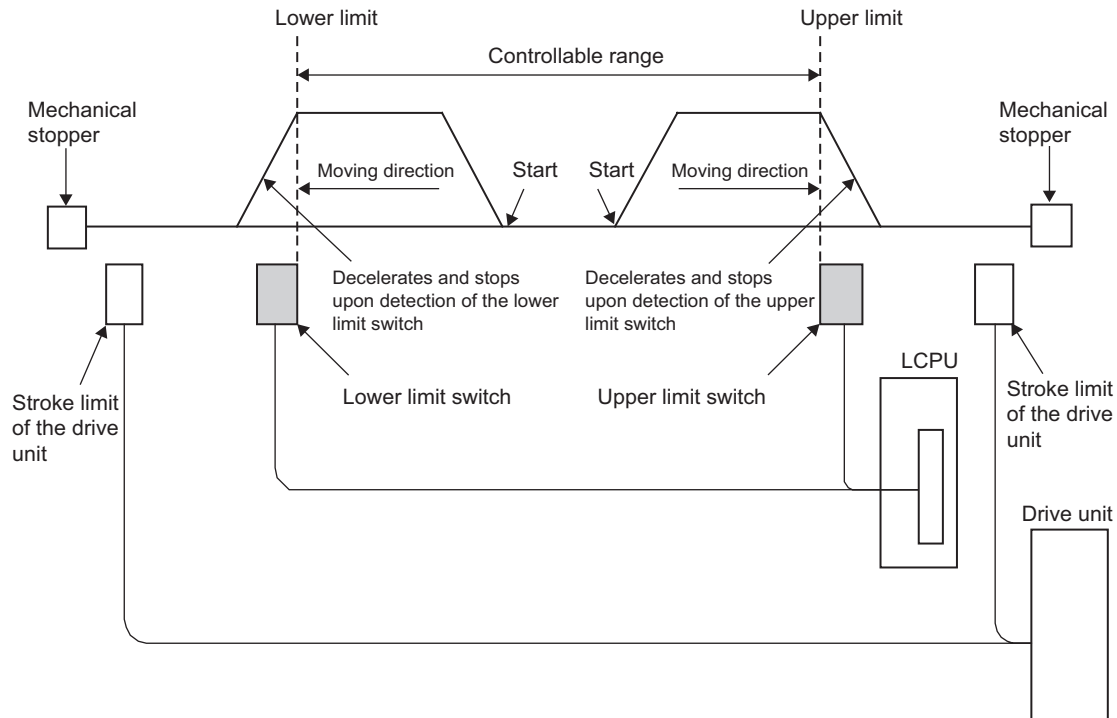 Lower limit
Upper limit
Controllable range
Mechanical
stopper
Mechanical
stopper
Moving direction
Start
Start
Moving direction
Decelerates and stops
upon detection of the lower
limit switch
Decelerates and stops
upon detection of the upper
limit switch
LCPU
Stroke limit
of the drive
unit
Lower limit switch
Upper limit switch
Stroke limit
of the drive
unit
Drive unit